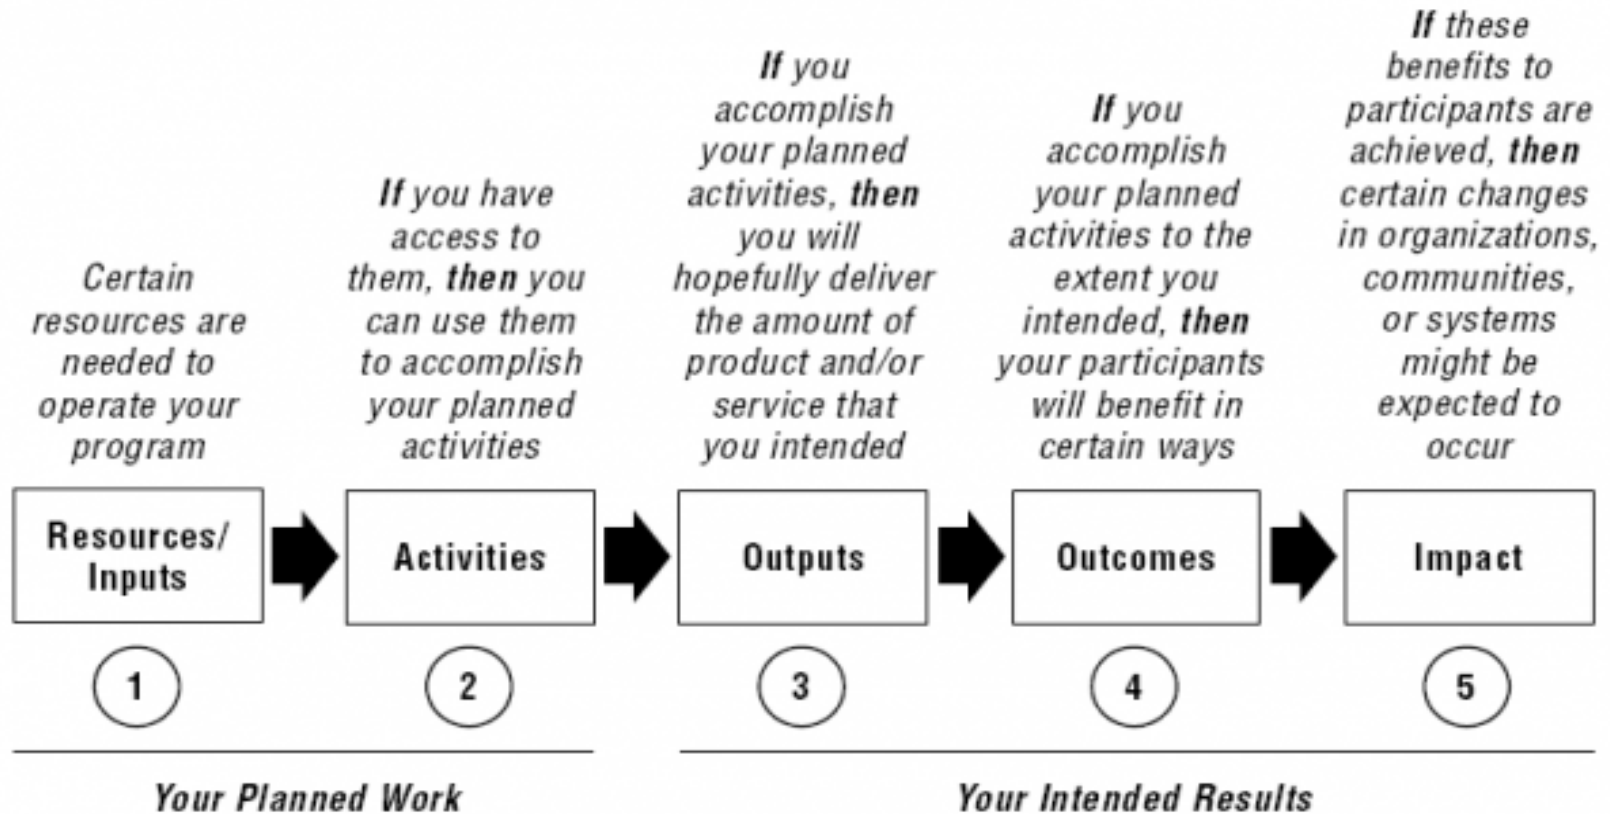 Certain
resources are
needed to
operate your
program
If you have
access to
them, then you
can use them
to accomplish
your planned
activities
If you
accomplish
your planned
activities, then
you will
hopefully deliver
the amount of
product and/or
service that
you intended
If you
accomplish
your planned
activities to the
extent you
intended, then
your participants
will benefit in
certain ways
If these
benefits to
participants are
achieved, then
certain changes
in organizations,
communities,
or systems
might be
expected to
occur
Resources/
Inputs
Activities
Outputs
Outcomes
Impact
1
2
3
4
5
Your Planned Work
Your Intended Results